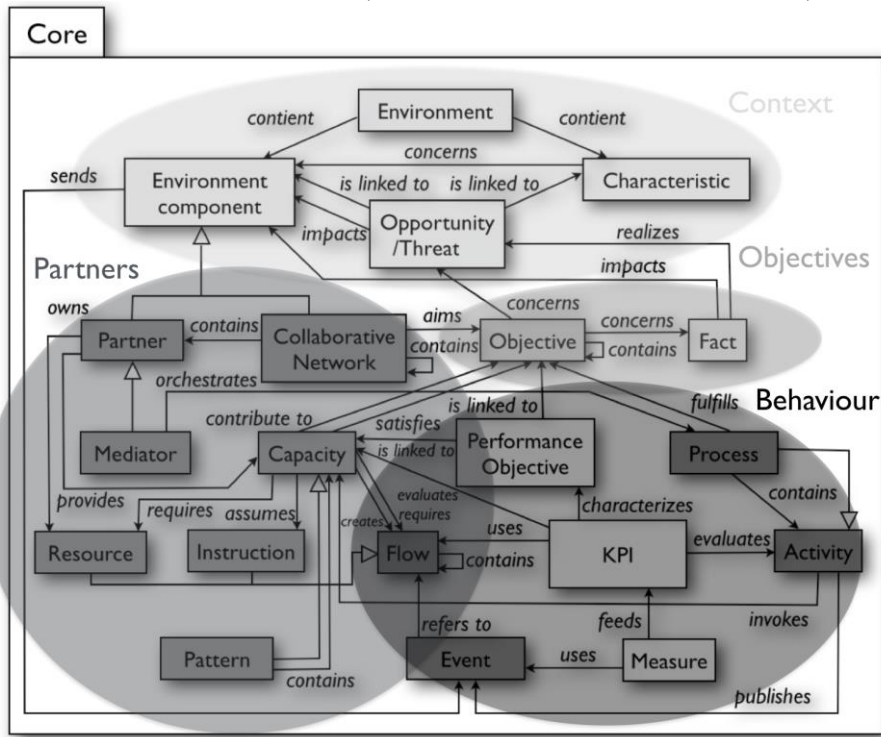 Core
Environment
Context
contient
contient
concerns
sends
Environment
component
is linked to
is linked to
Characteristic
Opportunity
/Threat
impacts
realizes
Partners
impacts
Objectives
owns
concerns
Partner
contains
Collaborative
Network
aims
contains
Objective
concerns
contains
Fact
orchestrates
is linked to
fulfills
Behaviour
contribute to
satisfies
Mediator
Capacity
is linked to
Performance
Objective
Process
provides
requires
assumes
creates
evaluates
requires
characterizes
contains
uses
evaluates
Resource
Instruction
Flow
contains
KPI
Activity
refers to
feeds
invokes
Pattern
contains
Event
uses
Measure
publishes